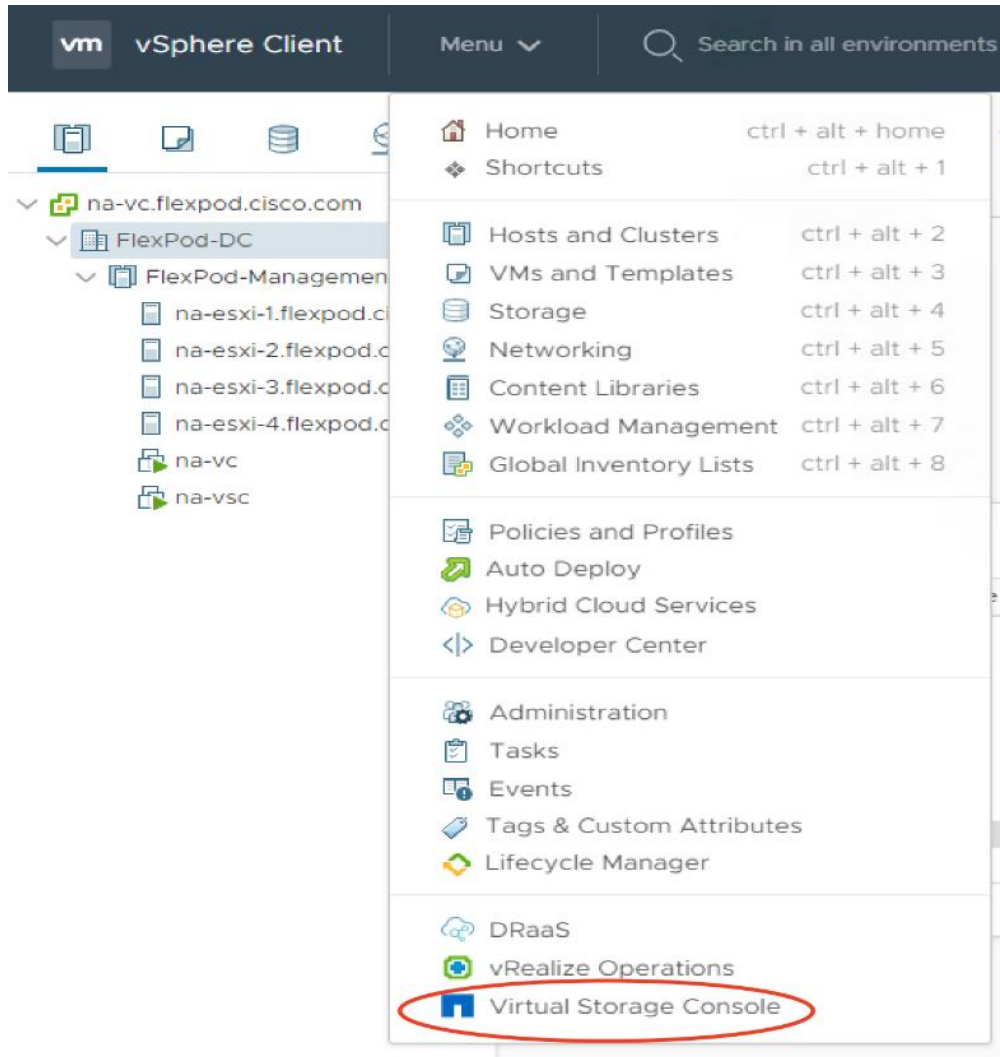 vm vSphere Client Menu Search in all environments
Home ctrl + alt + home
Shortcuts ctrl + alt + 1
na-vc.flexpod.cisco.com
FlexPod-DC
FlexPod-Managemen
na-esxi-1.flexpod.ci
na-esxi-2.flexpod.c
na-esxi-3.flexpod.c
na-esxi-4.flexpod.c
na-vc
na-vsc
Hosts and Clusters ctrl + alt + 2
VMs and Templates ctrl + alt + 3
Storage ctrl + alt + 4
Networking ctrl + alt + 5
Content Libraries ctrl + alt + 6
Workload Management ctrl + alt + 7
Global Inventory Lists ctrl + alt + 8
Policies and Profiles
Auto Deploy
Hybrid Cloud Services
Developer Center
Administration
Tasks
Events
Tags & Custom Attributes
Lifecycle Manager
DRaaS
vRealize Operations
Virtual Storage Console